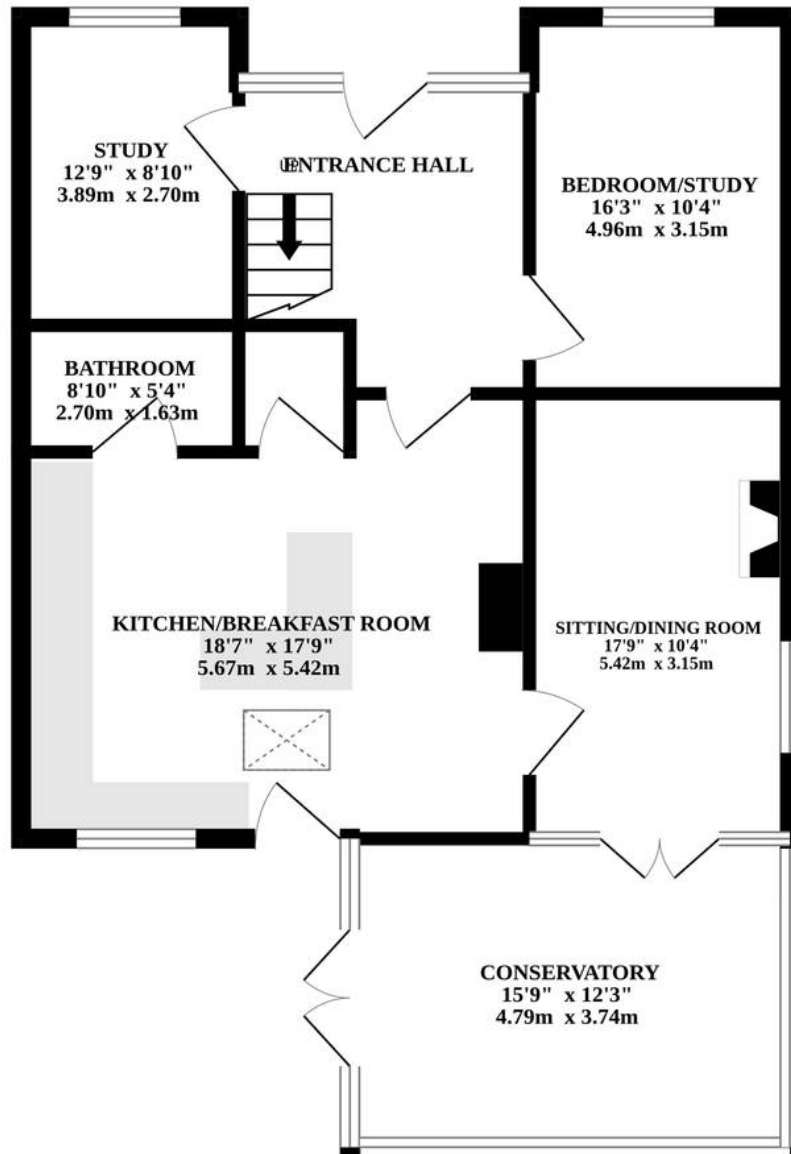 STUDY
12'9" x 8'10"
3.89m x 2.70m
UP
ENTRANCE HALL
BEDROOM/STUDY
16'3" x 10'4"
4.96m x 3.15m
BATHROOM
8'10" x 5'4"
2.70m x 1.63m
KITCHEN/BREAKFAST ROOM
18'7" x 17'9"
5.67m x 5.42m
SITTING/DINING ROOM
17'9" x 10'4"
5.42m x 3.15m
CONSERVATORY
15'9" x 12'3"
4.79m x 3.74m